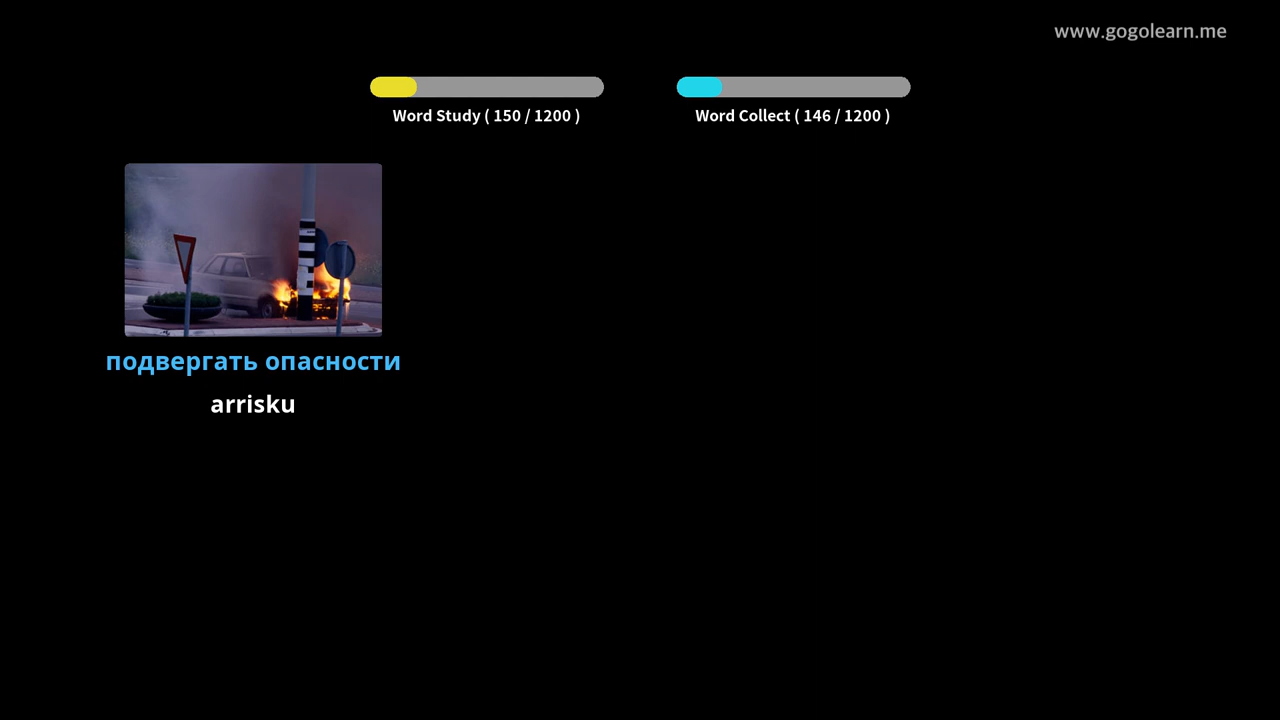 www.gogolearn.me
Word Study ( 150 / 1200 )
Word Collect ( 146 / 1200 )
подвергать опасности
arrisku